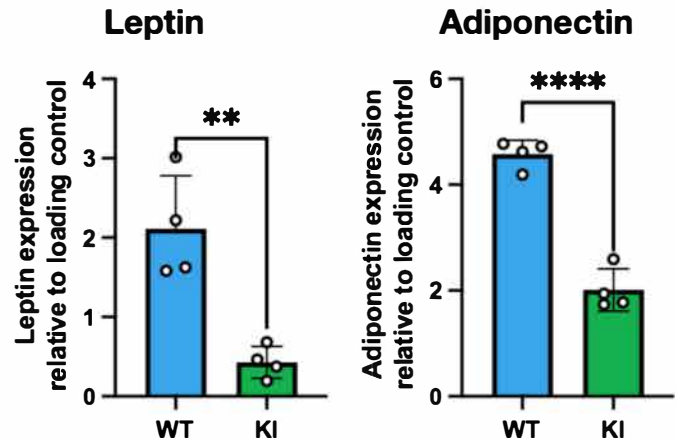 Leptin
Leptin expression
relative to loading control
4
3
2
1
0
**
WT
KI
Adiponectin
Adiponectin expression
relative to loading control
6
4
2
0
****
WT
KI